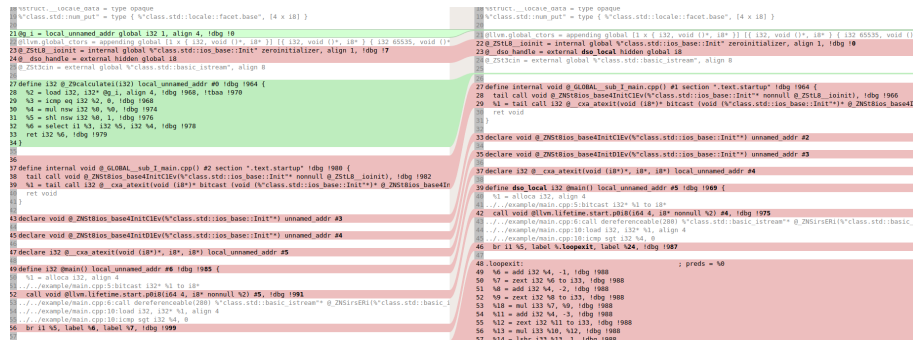 18 %struct.__locale_data = type opaque
19 %"class.std::num_put" = type { %"class.std::locale::facet.base", [4 x i8] }
21 @g_i = local_unnamed_addr global i32 1, align 4, !dbg !0
@llvm.global_ctors = appending global [1 x { i32, void ()*, i8* }] [{ i32, void ()*, i8* } { i32 65535, void ()*
23 @_ZStL8__ioinit = internal global %"class.std::ios_base::Init" zeroinitializer, align 1, !dbg !7
24 @__dso_handle = external hidden global i8
@_ZSt3cin = external global %"class.std::basic_istream", align 8
27 define i32 @_Z9calculatei(i32) local_unnamed_addr #0 !dbg !964 {
28 %2 = load i32, i32* @g_i, align 4, !dbg !968, !tbaa !970
29 %3 = icmp eq i32 %2, 0, !dbg !968
30 %4 = mul nsw i32 %0, %0, !dbg !974
31 %5 = shl nsw i32 %0, 1, !dbg !976
32 %6 = select i1 %3, i32 %5, i32 %4, !dbg !978
33 ret i32 %6, !dbg !979
34 }
36
37 define internal void @_GLOBAL__sub_I_main.cpp() #2 section ".text.startup" !dbg !980 {
38 tail call void @_ZNSt8ios_base4InitC1Ev(%"class.std::ios_base::Init"* nonnull @_ZStL8__ioinit), !dbg !982
39 %1 = tail call i32 @__cxa_atexit(void (i8*)* bitcast (void (%"class.std::ios_base::Init"*)* @_ZNSt8ios_base4In
ret void
}
43 declare void @_ZNSt8ios_base4InitC1Ev(%"class.std::ios_base::Init"*) unnamed_addr #3
45 declare void @_ZNSt8ios_base4InitD1Ev(%"class.std::ios_base::Init"*) unnamed_addr #4
47 declare i32 @__cxa_atexit(void (i8*)*, i8*, i8*) local_unnamed_addr #5
49 define i32 @main() local_unnamed_addr #6 !dbg !985 {
%1 = alloca i32, align 4
../../example/main.cpp:5:bitcast i32* %1 to i8*
52 call void @llvm.lifetime.start.p0i8(i64 4, i8* nonnull %2) #5, !dbg !991
../../example/main.cpp:6:call dereferenceable(280) %"class.std::basic_istream"* @_ZNSirsERi(%"class.std::basic_i
../../example/main.cpp:10:load i32, i32* %1, align 4
../../example/main.cpp:10:icmp sgt i32 %4, 0
56 br i1 %5, label %6, label %7, !dbg !999
18 %struct.__locale_data = type opaque
19 %"class.std::num_put" = type { %"class.std::locale::facet.base", [4 x i8] }
@llvm.global_ctors = appending global [1 x { i32, void ()*, i8* }] [{ i32, void ()*, i8* } { i32 65535, void ()
22 @_ZStL8__ioinit = internal global %"class.std::ios_base::Init" zeroinitializer, align 1, !dbg !0
23 @__dso_handle = external dso_local hidden global i8
@_ZSt3cin = external global %"class.std::basic_istream", align 8
27 define internal void @_GLOBAL__sub_I_main.cpp() #1 section ".text.startup" !dbg !964 {
28 tail call void @_ZNSt8ios_base4InitC1Ev(%"class.std::ios_base::Init"* nonnull @_ZStL8__ioinit), !dbg !966
29 %1 = tail call i32 @__cxa_atexit(void (i8*)* bitcast (void (%"class.std::ios_base::Init"*)* @_ZNSt8ios_base4I
ret void
}
33 declare void @_ZNSt8ios_base4InitC1Ev(%"class.std::ios_base::Init"*) unnamed_addr #2
35 declare void @_ZNSt8ios_base4InitD1Ev(%"class.std::ios_base::Init"*) unnamed_addr #3
37 declare i32 @__cxa_atexit(void (i8*)*, i8*, i8*) local_unnamed_addr #4
39 define dso_local i32 @main() local_unnamed_addr #5 !dbg !969 {
%1 = alloca i32, align 4
../../example/main.cpp:5:bitcast i32* %1 to i8*
42 call void @llvm.lifetime.start.p0i8(i64 4, i8* nonnull %2) #4, !dbg !975
../../example/main.cpp:6:call dereferenceable(280) %"class.std::basic_istream"* @_ZNSirsERi(%"class.std::basic_
../../example/main.cpp:10:load i32, i32* %1, align 4
../../example/main.cpp:10:icmp sgt i32 %4, 0
46 br i1 %5, label %.loopexit, label %24, !dbg !987
48 .loopexit: ; preds = %0
49 %6 = add i32 %4, -1, !dbg !988
50 %7 = zext i32 %6 to i33, !dbg !988
51 %8 = add i32 %4, -2, !dbg !988
52 %9 = zext i32 %8 to i33, !dbg !988
53 %10 = mul i33 %7, %9, !dbg !988
54 %11 = add i32 %4, -3, !dbg !988
55 %12 = zext i32 %11 to i33, !dbg !988
56 %13 = mul i33 %10, %12, !dbg !988
57 %14 = lshr i33 %13, 1, !dbg !988